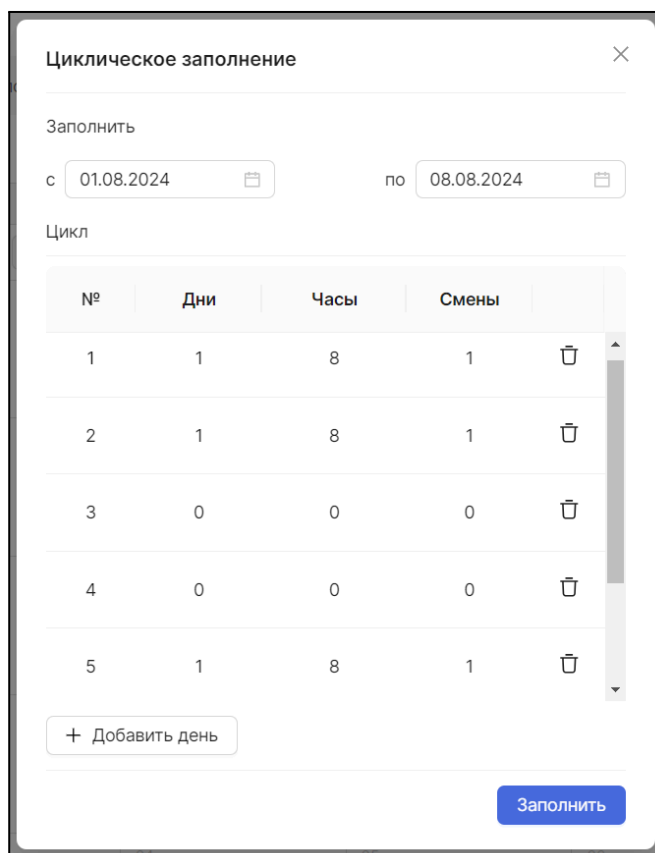 Циклическое заполнение
Заполнить
с 01.08.2024 по 08.08.2024
Цикл
№ Дни Часы Смены
1 1 8 1
2 1 8 1
3 0 0 0
4 0 0 0
5 1 8 1
+ Добавить день
Заполнить